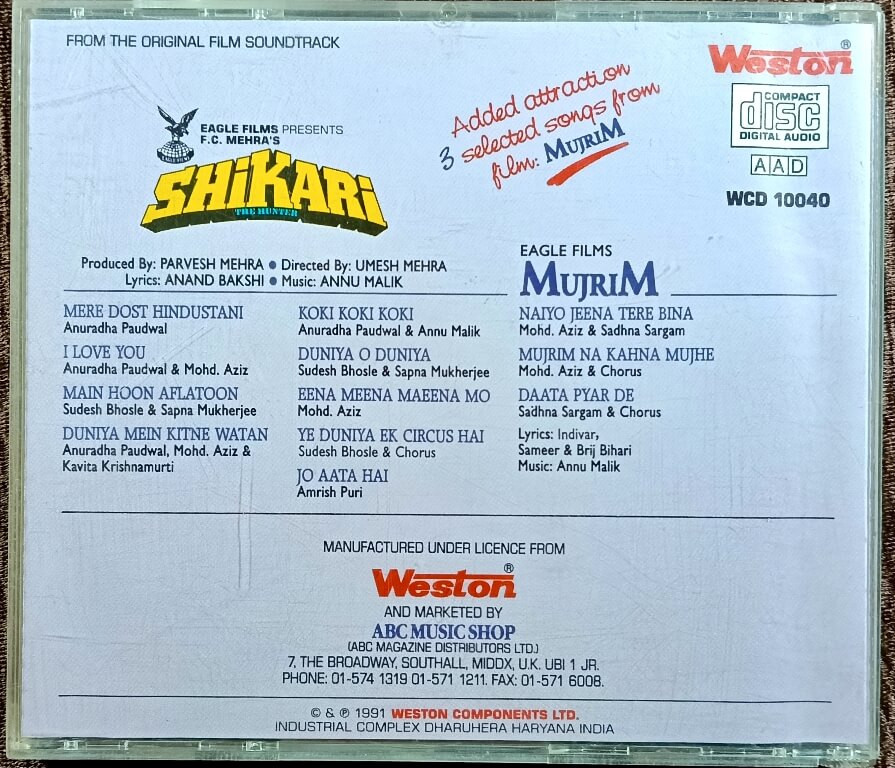 FROM THE ORIGINAL FILM SOUNDTRACK
Weston®
COMPACT
disc
DIGITAL AUDIO
AAD
WCD 10040
Added attraction
3 selected songs from
film: MUJRIM
EAGLE FILMS PRESENTS
F.C. MEHRA'S
SHiKARi
THE HUNTER
Produced By: PARVESH MEHRA ● Directed By: UMESH MEHRA
Lyrics: ANAND BAKSHI ● Music: ANNU MALIK
MERE DOST HINDUSTANI
Anuradha Paudwal
I LOVE YOU
Anuradha Paudwal & Mohd. Aziz
MAIN HOON AFLATOON
Sudesh Bhosle & Sapna Mukherjee
DUNIYA MEIN KITNE WATAN
Anuradha Paudwal, Mohd. Aziz &
Kavita Krishnamurti
KOKI KOKI KOKI
Anuradha Paudwal & Annu Malik
DUNIYA O DUNIYA
Sudesh Bhosle & Sapna Mukherjee
EENA MEENA MAEENA MO
Mohd. Aziz
YE DUNIYA EK CIRCUS HAI
Sudesh Bhosle & Chorus
JO AATA HAI
Amrish Puri
EAGLE FILMS
MUJRIM
NAIYO JEENA TERE BINA
Mohd. Aziz & Sadhna Sargam
MUJRIM NA KAHNA MUJHE
Mohd. Aziz & Chorus
DAATA PYAR DE
Sadhna Sargam & Chorus
Lyrics: Indivar,
Sameer & Brij Bihari
Music: Annu Malik
MANUFACTURED UNDER LICENCE FROM
Weston®
AND MARKETED BY
ABC MUSIC SHOP
(ABC MAGAZINE DISTRIBUTORS LTD.)
7, THE BROADWAY, SOUTHALL, MIDDX, U.K. UBI 1 JR.
PHONE: 01-574 1319 01-571 1211. FAX: 01-571 6008.
© & ℗ 1991 WESTON COMPONENTS LTD.
INDUSTRIAL COMPLEX DHARUHERA HARYANA INDIA